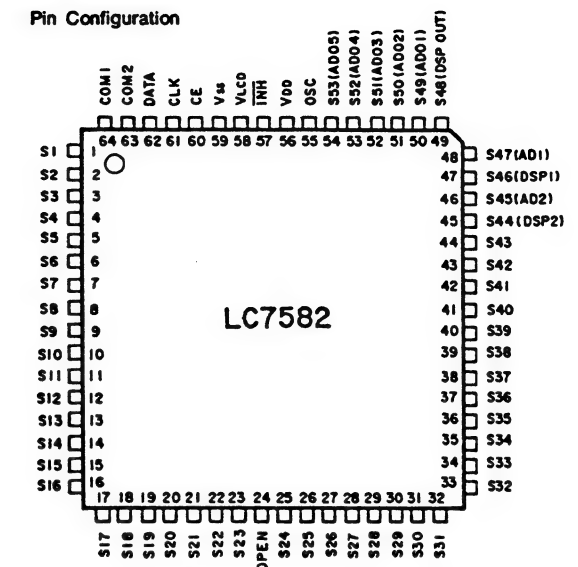 Pin Configuration
COM1 COM2 DATA CLK CE Vss VLCD INH VDD OSC S53(ADO5) S52(ADO4) S51(ADO3) S50(ADO2) S49(ADO1) S48(DSP OUT)
64 63 62 61 60 59 58 57 56 55 54 53 52 51 50 49
S1 1 48 S47(AD1)
S2 2 47 S46(DSP1)
S3 3 46 S45(AD2)
S4 4 45 S44(DSP2)
S5 5 44 S43
S6 6 43 S42
S7 7 42 S41
S8 8 41 S40
S9 9 40 S39
S10 10 39 S38
S11 11 38 S37
S12 12 37 S36
S13 13 36 S35
S14 14 35 S34
S15 15 34 S33
S16 16 33 S32
LC7582
17 18 19 20 21 22 23 24 25 26 27 28 29 30 31 32
S17 S18 S19 S20 S21 S22 S23 OPEN S24 S25 S26 S27 S28 S29 S30 S31